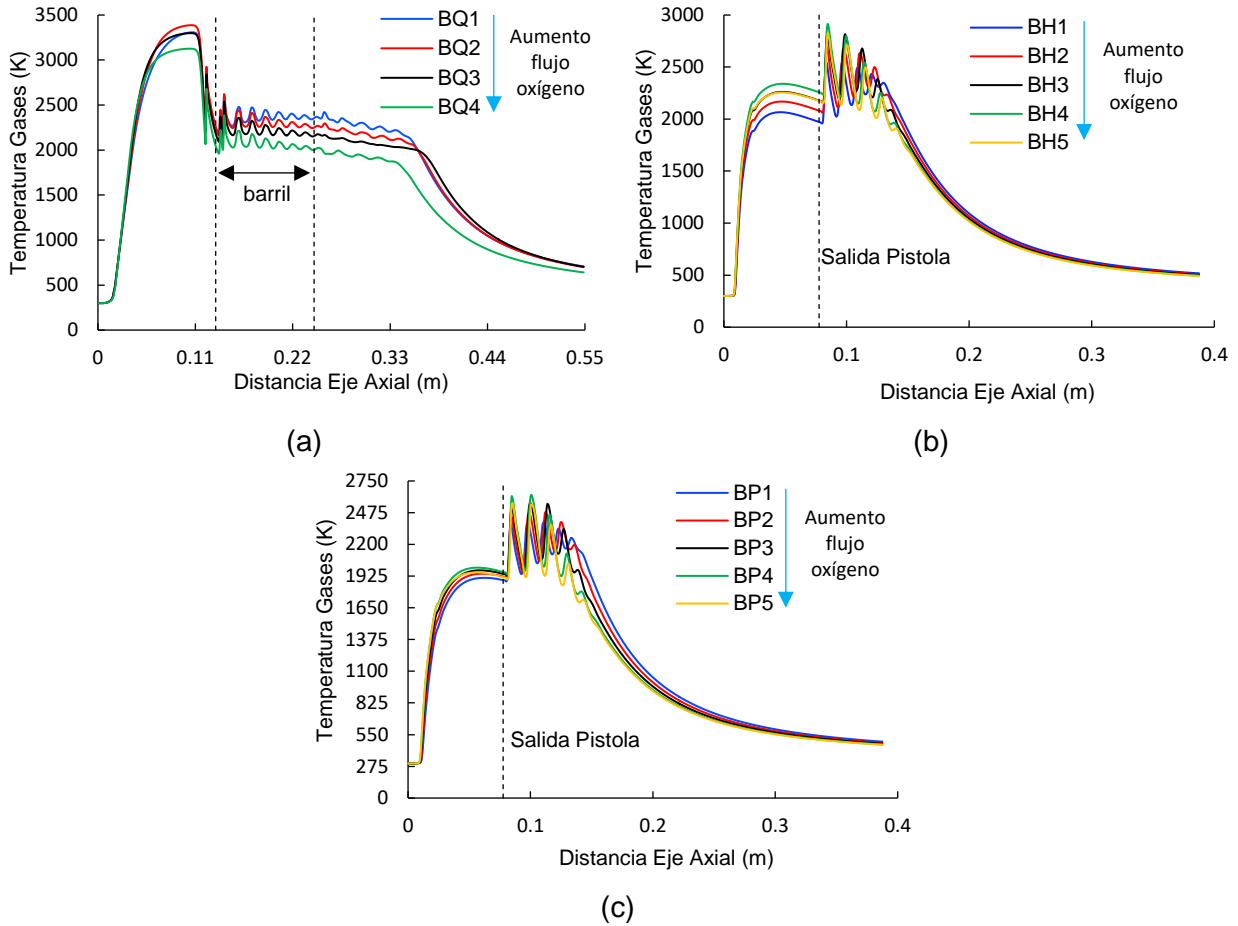 Temperatura Gases (K)
3500
3000
2500
2000
1500
1000
500
0
0
0.11
0.22
0.33
0.44
0.55
Distancia Eje Axial (m)
barril
BQ1
BQ2
BQ3
BQ4
Aumento
flujo
oxígeno
(a)
Temperatura Gases (K)
3000
2500
2000
1500
1000
500
0
0
0.1
0.2
0.3
0.4
Distancia Eje Axial (m)
Salida Pistola
BH1
BH2
BH3
BH4
BH5
Aumento
flujo
oxígeno
(b)
Temperatura Gases (K)
2750
2475
2200
1925
1650
1375
1100
825
550
275
0
0
0.1
0.2
0.3
0.4
Distancia Eje Axial (m)
Salida Pistola
BP1
BP2
BP3
BP4
BP5
Aumento
flujo
oxígeno
(c)